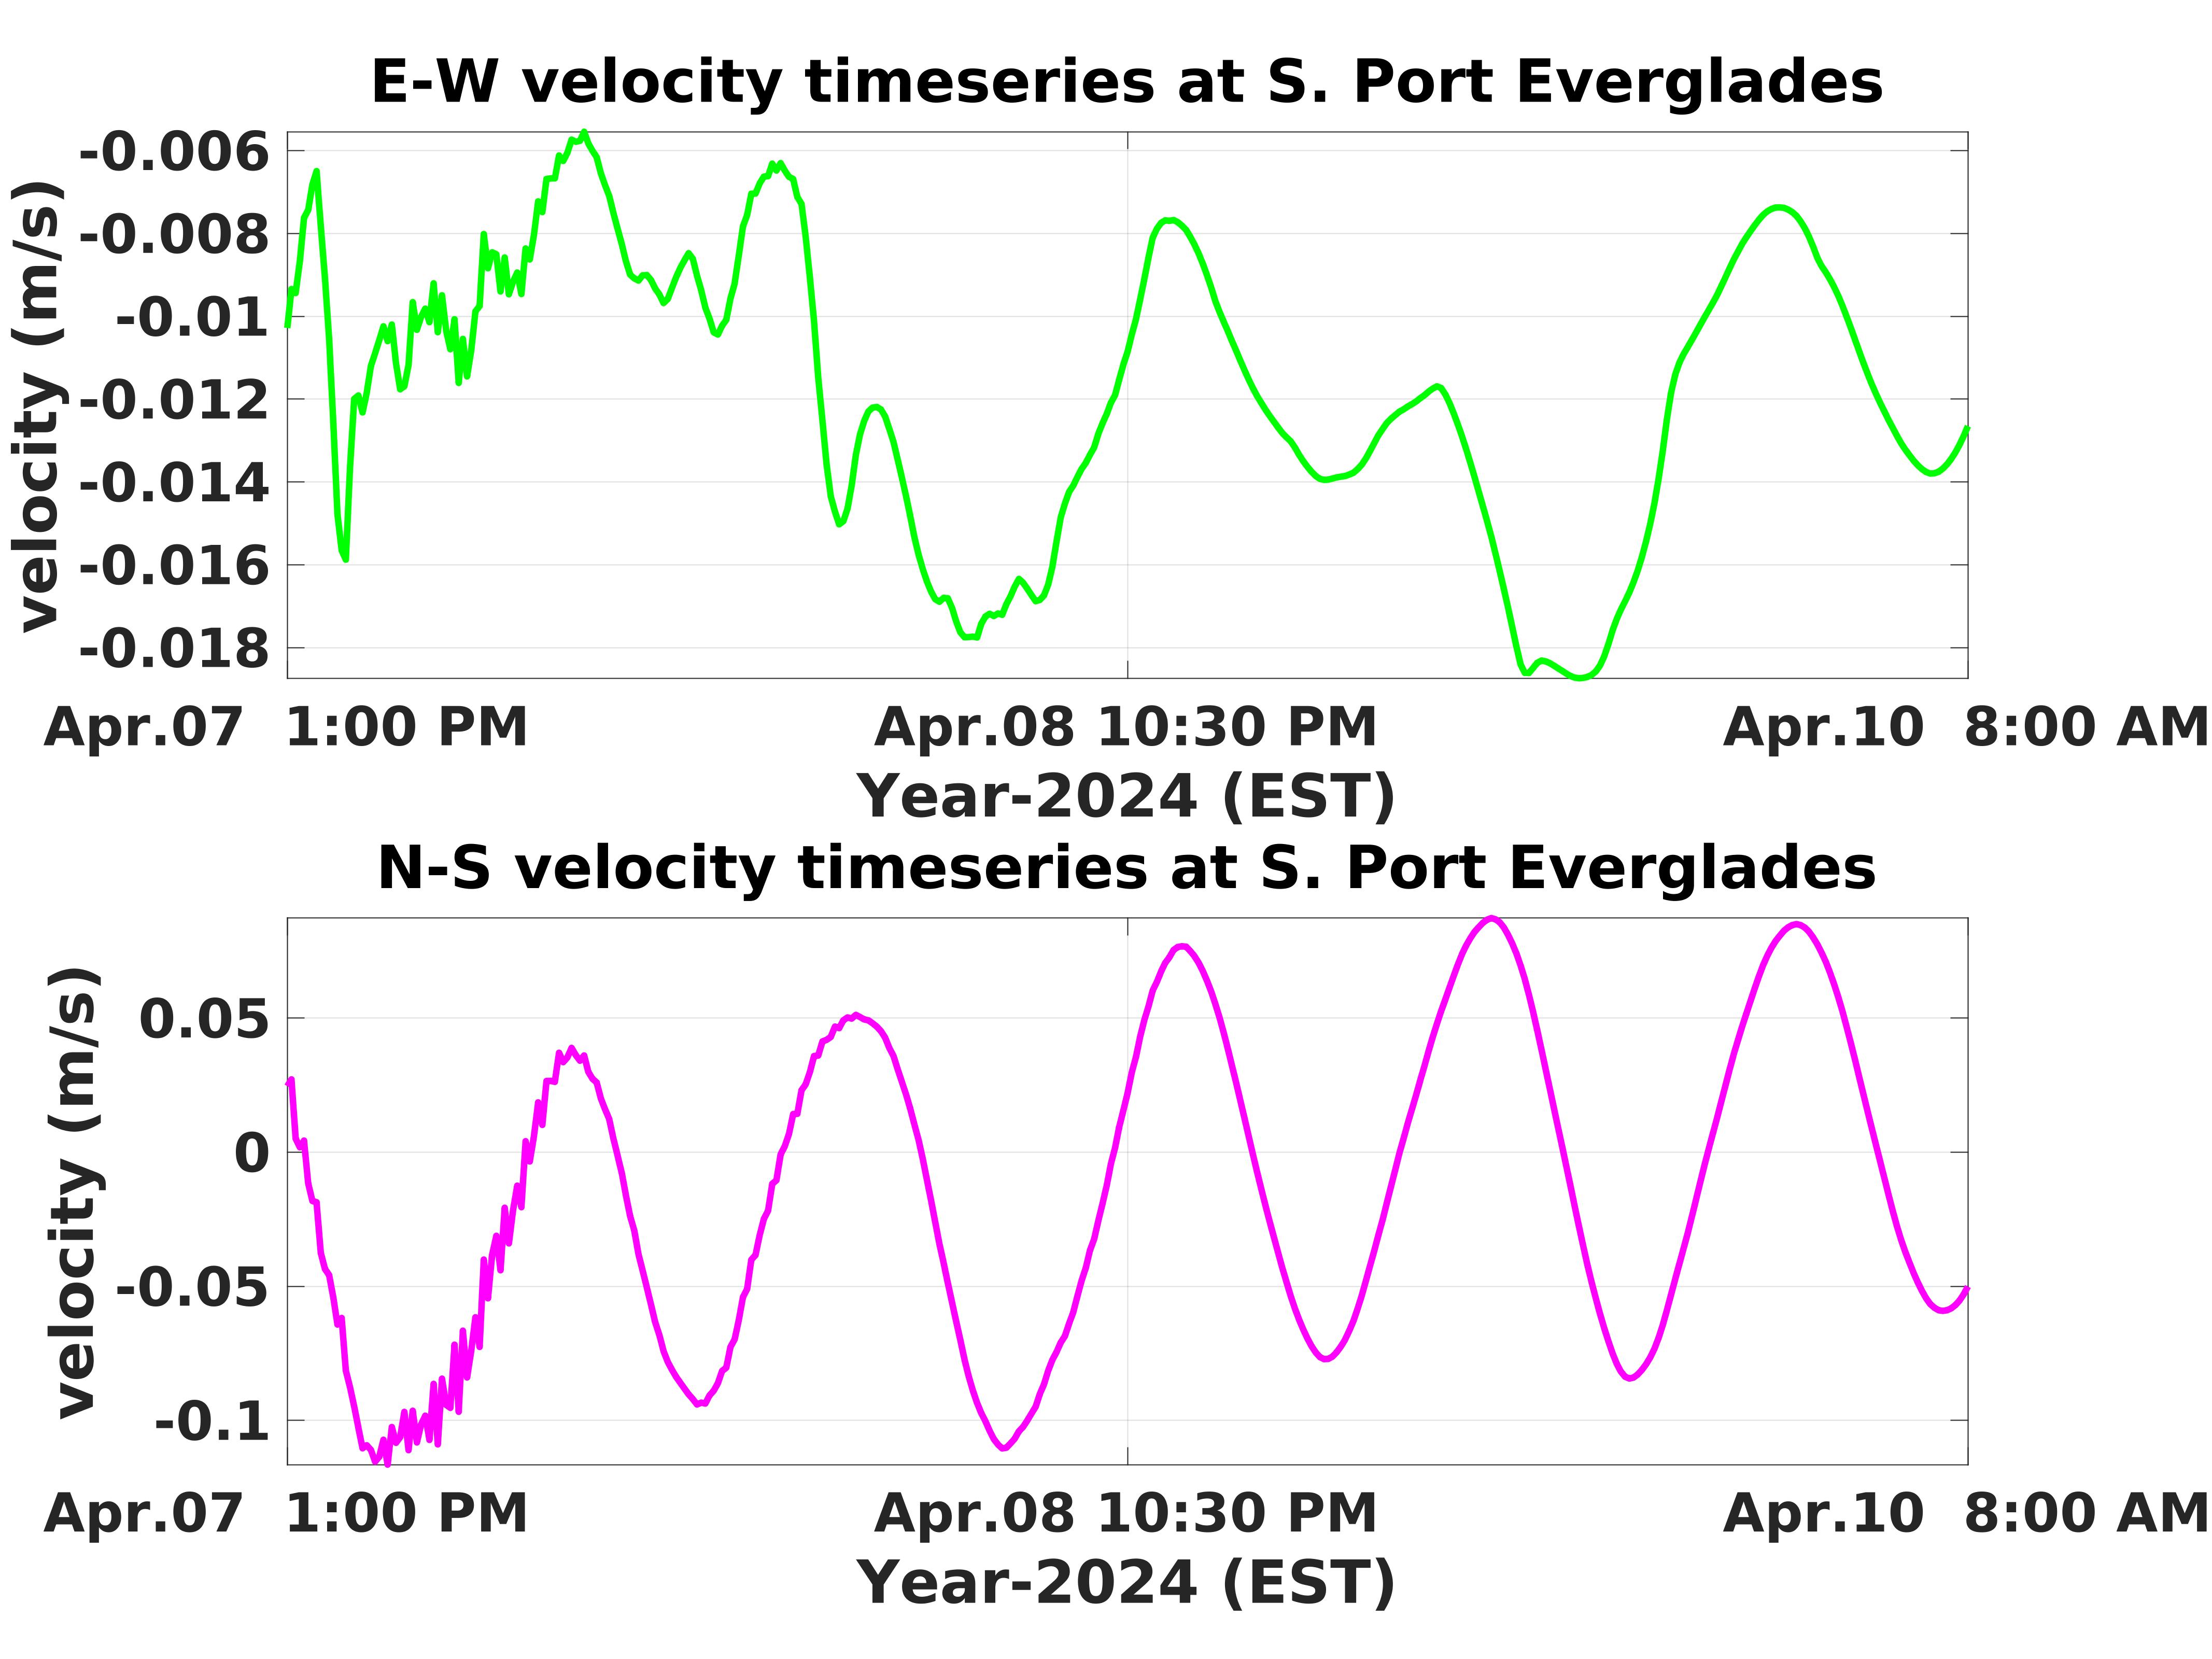 E-W velocity timeseries at S. Port Everglades
velocity (m/s)
-0.006
-0.008
-0.01
-0.012
-0.014
-0.016
-0.018
Apr.07 1:00 PM Apr.08 10:30 PM Apr.10 8:00 AM
Year-2024 (EST)
N-S velocity timeseries at S. Port Everglades
velocity (m/s)
0.05
0
-0.05
-0.1
Apr.07 1:00 PM Apr.08 10:30 PM Apr.10 8:00 AM
Year-2024 (EST)